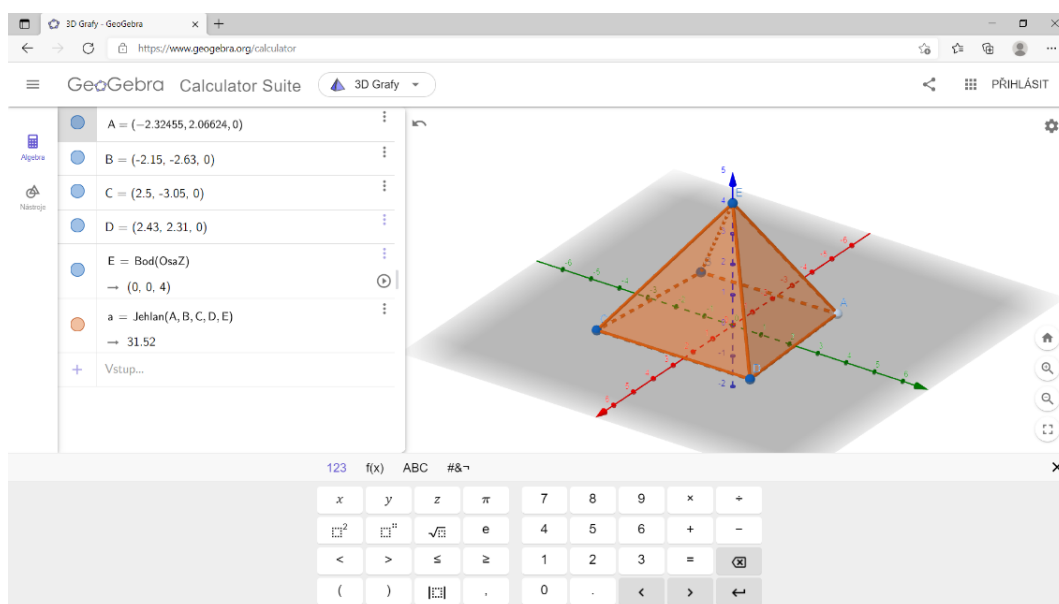 3D Grafy - GeoGebra
https://www.geogebra.org/calculator
GeoGebra Calculator Suite 3D Grafy PŘIHLÁSIT
Algebra
Nástroje
A = (−2.32455, 2.06624, 0)
B = (-2.15, -2.63, 0)
C = (2.5, -3.05, 0)
D = (2.43, 2.31, 0)
E = Bod(OsaZ)
→ (0, 0, 4)
a = Jehlan(A, B, C, D, E)
→ 31.52
+ Vstup...
5
E
4
A
-2
123 f(x) ABC #&¬
x y z π 7 8 9 × ÷
e 4 5 6 + −
< > ≤ ≥ 1 2 3 =
( ) , 0 . < >